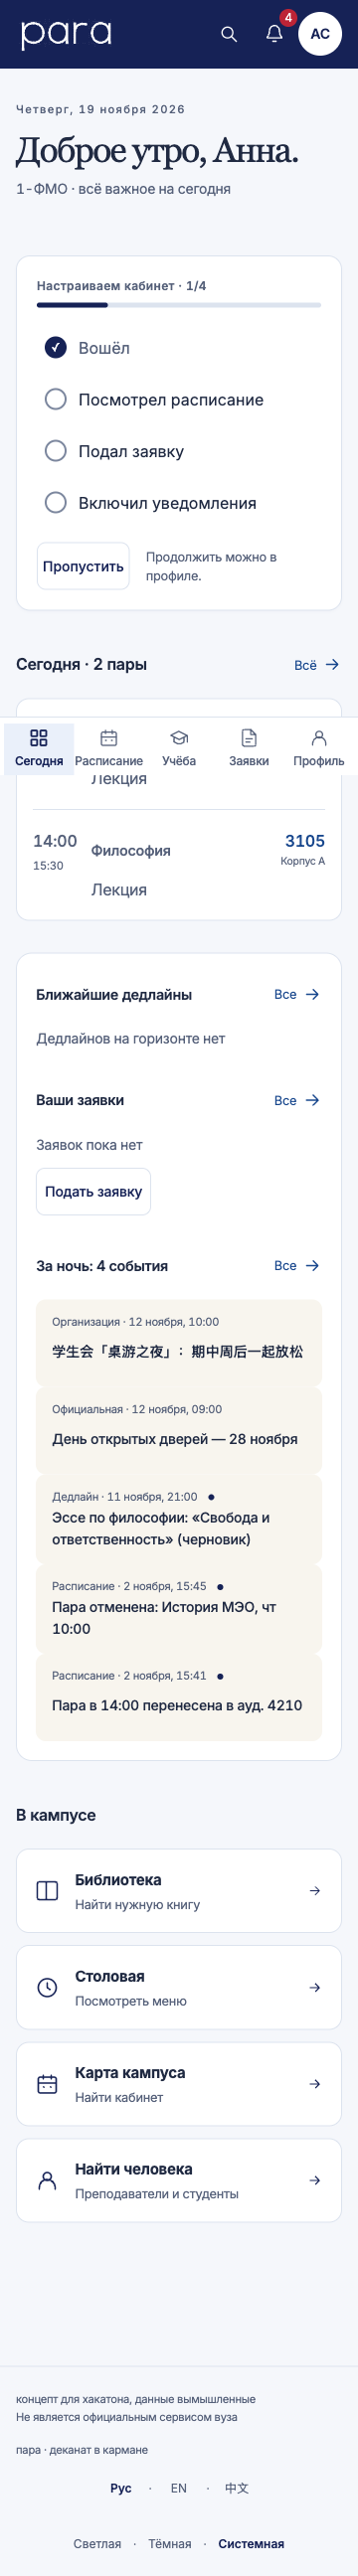 para
4
АС
Четверг, 19 ноября 2026
Доброе утро, Анна.
1-ФМО · всё важное на сегодня
Настраиваем кабинет · 1/4
Вошёл
Посмотрел расписание
Подал заявку
Включил уведомления
Пропустить
Продолжить можно в
профиле.
Сегодня · 2 пары
Всё →
Сегодня
Расписание
Учёба
Заявки
Профиль
Лекция
14:00
Философия
3105
15:30
Корпус А
Лекция
Ближайшие дедлайны
Все →
Дедлайнов на горизонте нет
Ваши заявки
Все →
Заявок пока нет
Подать заявку
За ночь: 4 события
Все →
Организация · 12 ноября, 10:00
学生会「桌游之夜」：期中周后一起放松
Официальная · 12 ноября, 09:00
День открытых дверей — 28 ноября
Дедлайн · 11 ноября, 21:00
Эссе по философии: «Свобода и
ответственность» (черновик)
Расписание · 2 ноября, 15:45
Пара отменена: История МЭО, чт
10:00
Расписание · 2 ноября, 15:41
Пара в 14:00 перенесена в ауд. 4210
В кампусе
Библиотека
Найти нужную книгу
Столовая
Посмотреть меню
Карта кампуса
Найти кабинет
Найти человека
Преподаватели и студенты
концепт для хакатона, данные вымышленные
Не является официальным сервисом вуза
пара · деканат в кармане
Рус · EN · 中文
Светлая · Тёмная · Системная